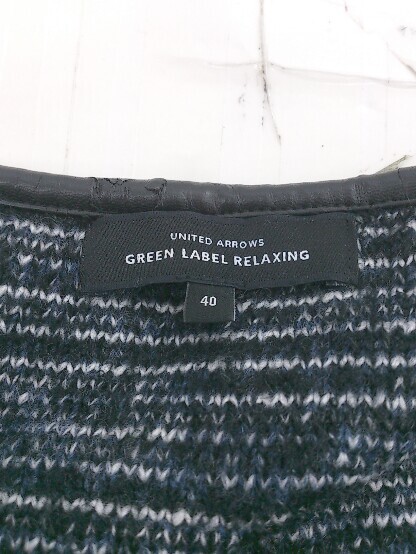 UNITED ARROWS
GREEN LABEL RELAXING
40